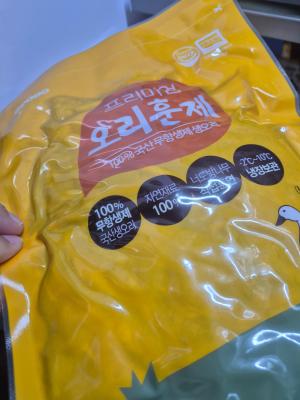 프리미엄
오리훈제
100% 국산 무항생제 생오리
100%
무항생제
국산생오리
자연재료
100%
-2℃~10℃
냉장보관